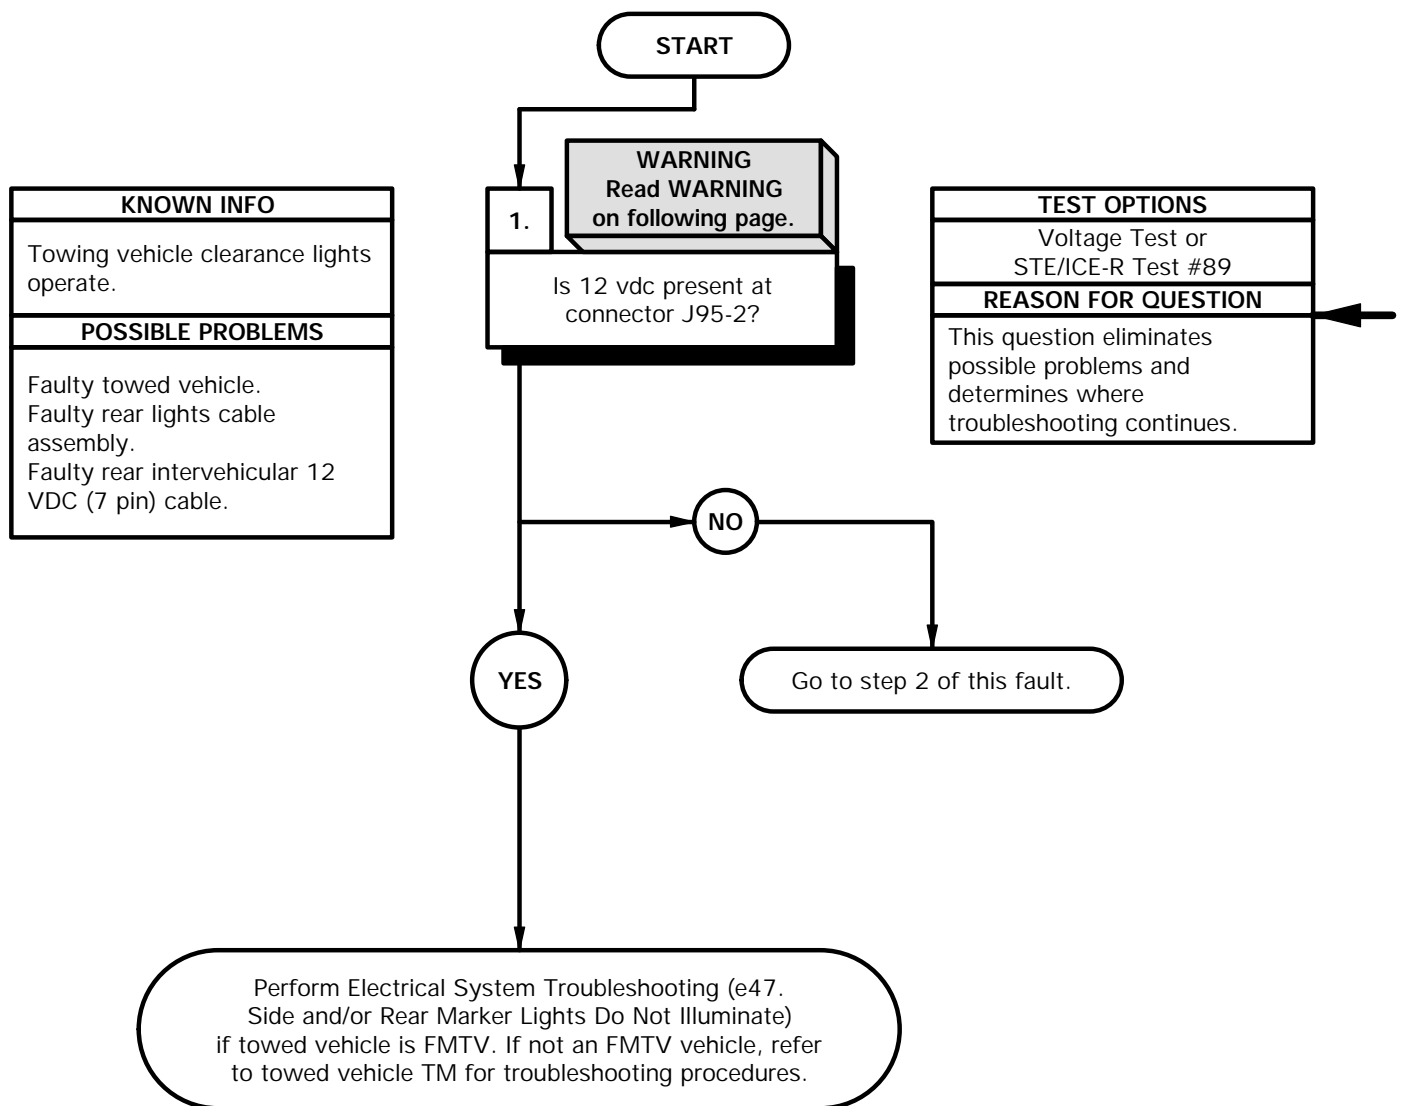 START
WARNING
Read WARNING
on following page.
1.
Is 12 vdc present at
connector J95-2?
KNOWN INFO
Towing vehicle clearance lights
operate.
POSSIBLE PROBLEMS
Faulty towed vehicle.
Faulty rear lights cable
assembly.
Faulty rear intervehicular 12
VDC (7 pin) cable.
TEST OPTIONS
Voltage Test or
STE/ICE-R Test #89
REASON FOR QUESTION
This question eliminates
possible problems and
determines where
troubleshooting continues.
NO
YES
Go to step 2 of this fault.
Perform Electrical System Troubleshooting (e47.
Side and/or Rear Marker Lights Do Not Illuminate)
if towed vehicle is FMTV. If not an FMTV vehicle, refer
to towed vehicle TM for troubleshooting procedures.